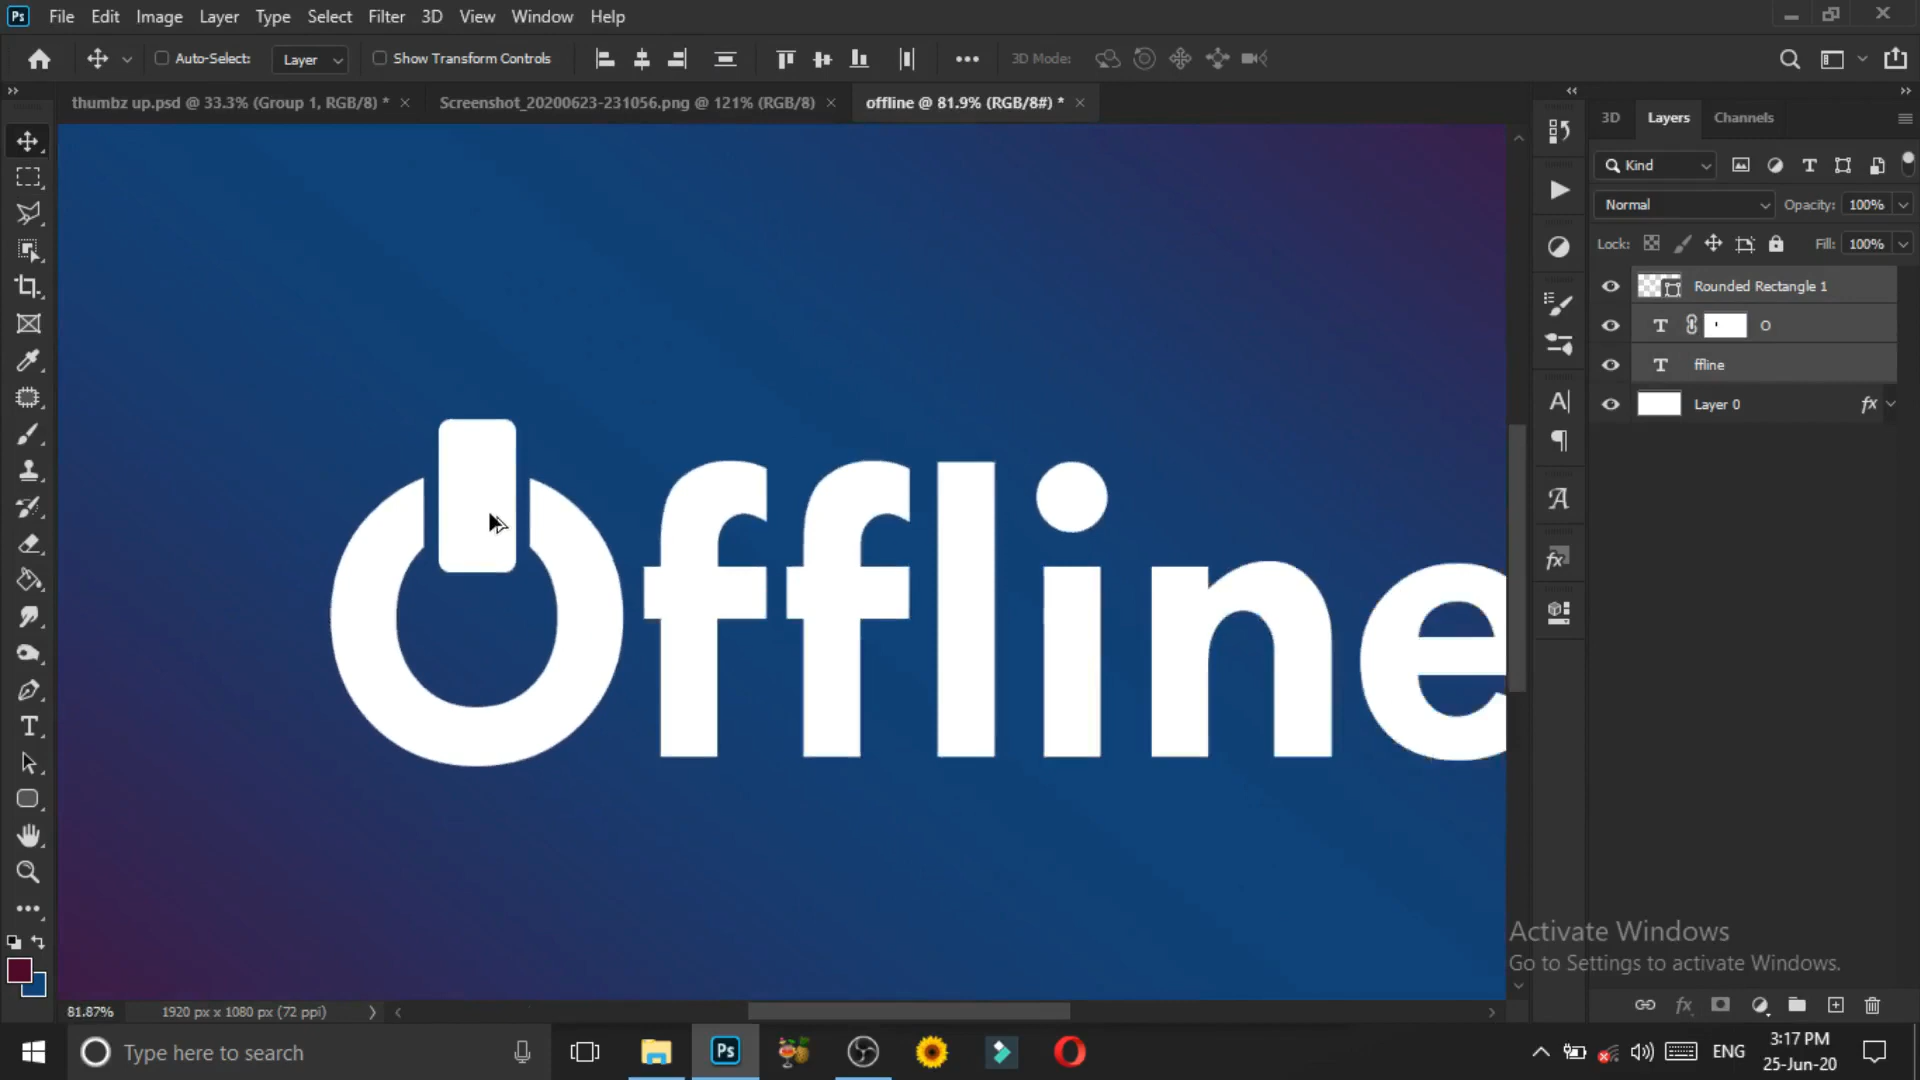 Ps File Edit Image Layer Type Select Filter 3D View Window Help
Auto-Select: Layer Show Transform Controls 3D Mode:
thumbz up.psd @ 33.3% (Group 1, RGB/8) * × Screenshot_20200623-231056.png @ 121% (RGB/8) × offline @ 81.9% (RGB/8#) * ×
3D Layers Channels
Kind
Normal Opacity: 100%
Lock: Fill: 100%
Rounded Rectangle 1
T O
T ffline
Layer 0 fx
Offline
Activate Windows
Go to Settings to activate Windows.
81.87% 1920 px x 1080 px (72 ppi)
Type here to search
Ps
ENG
3:17 PM
25-Jun-20